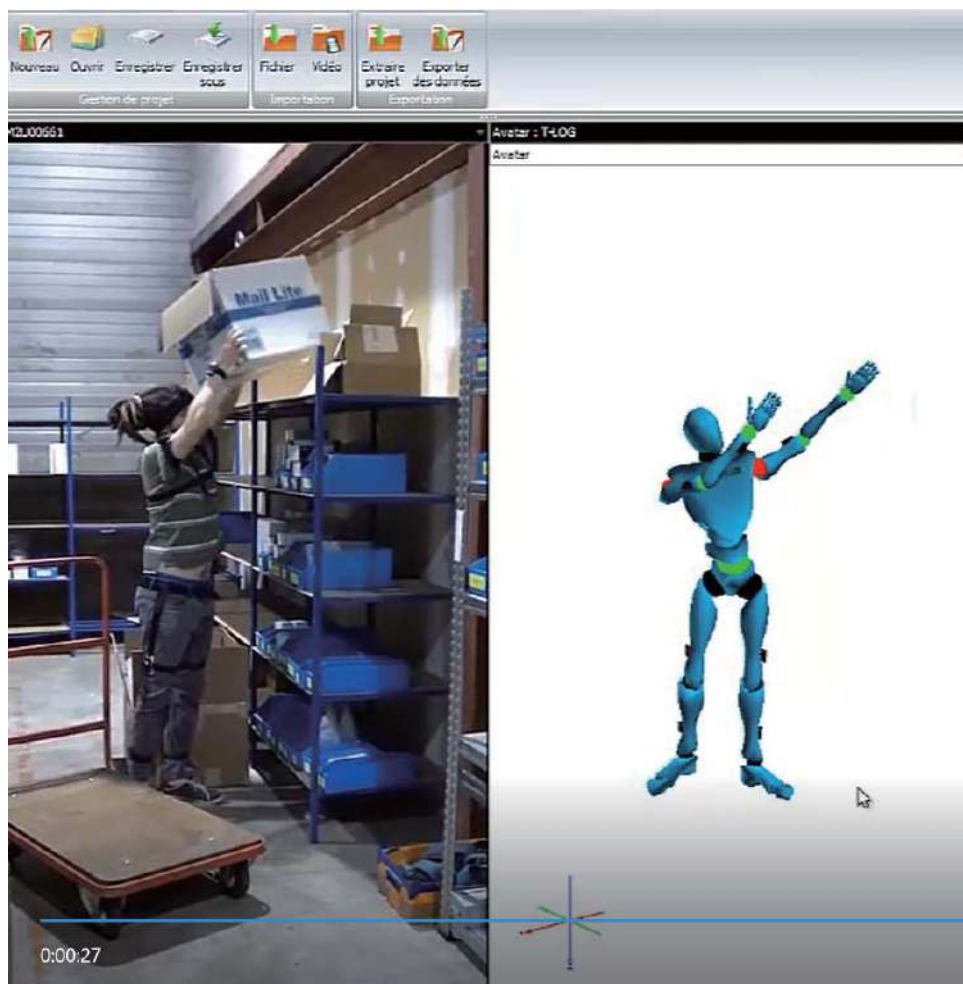 Nouveau Ouvrir Enregistrer Enregistrer sous Fichier Vidéo Extraire projet Exporter des données
Gestion de projet Importation Exportation
M2U00661 Avatar : T-LOG
Avatar
Mail Lite
0:00:27